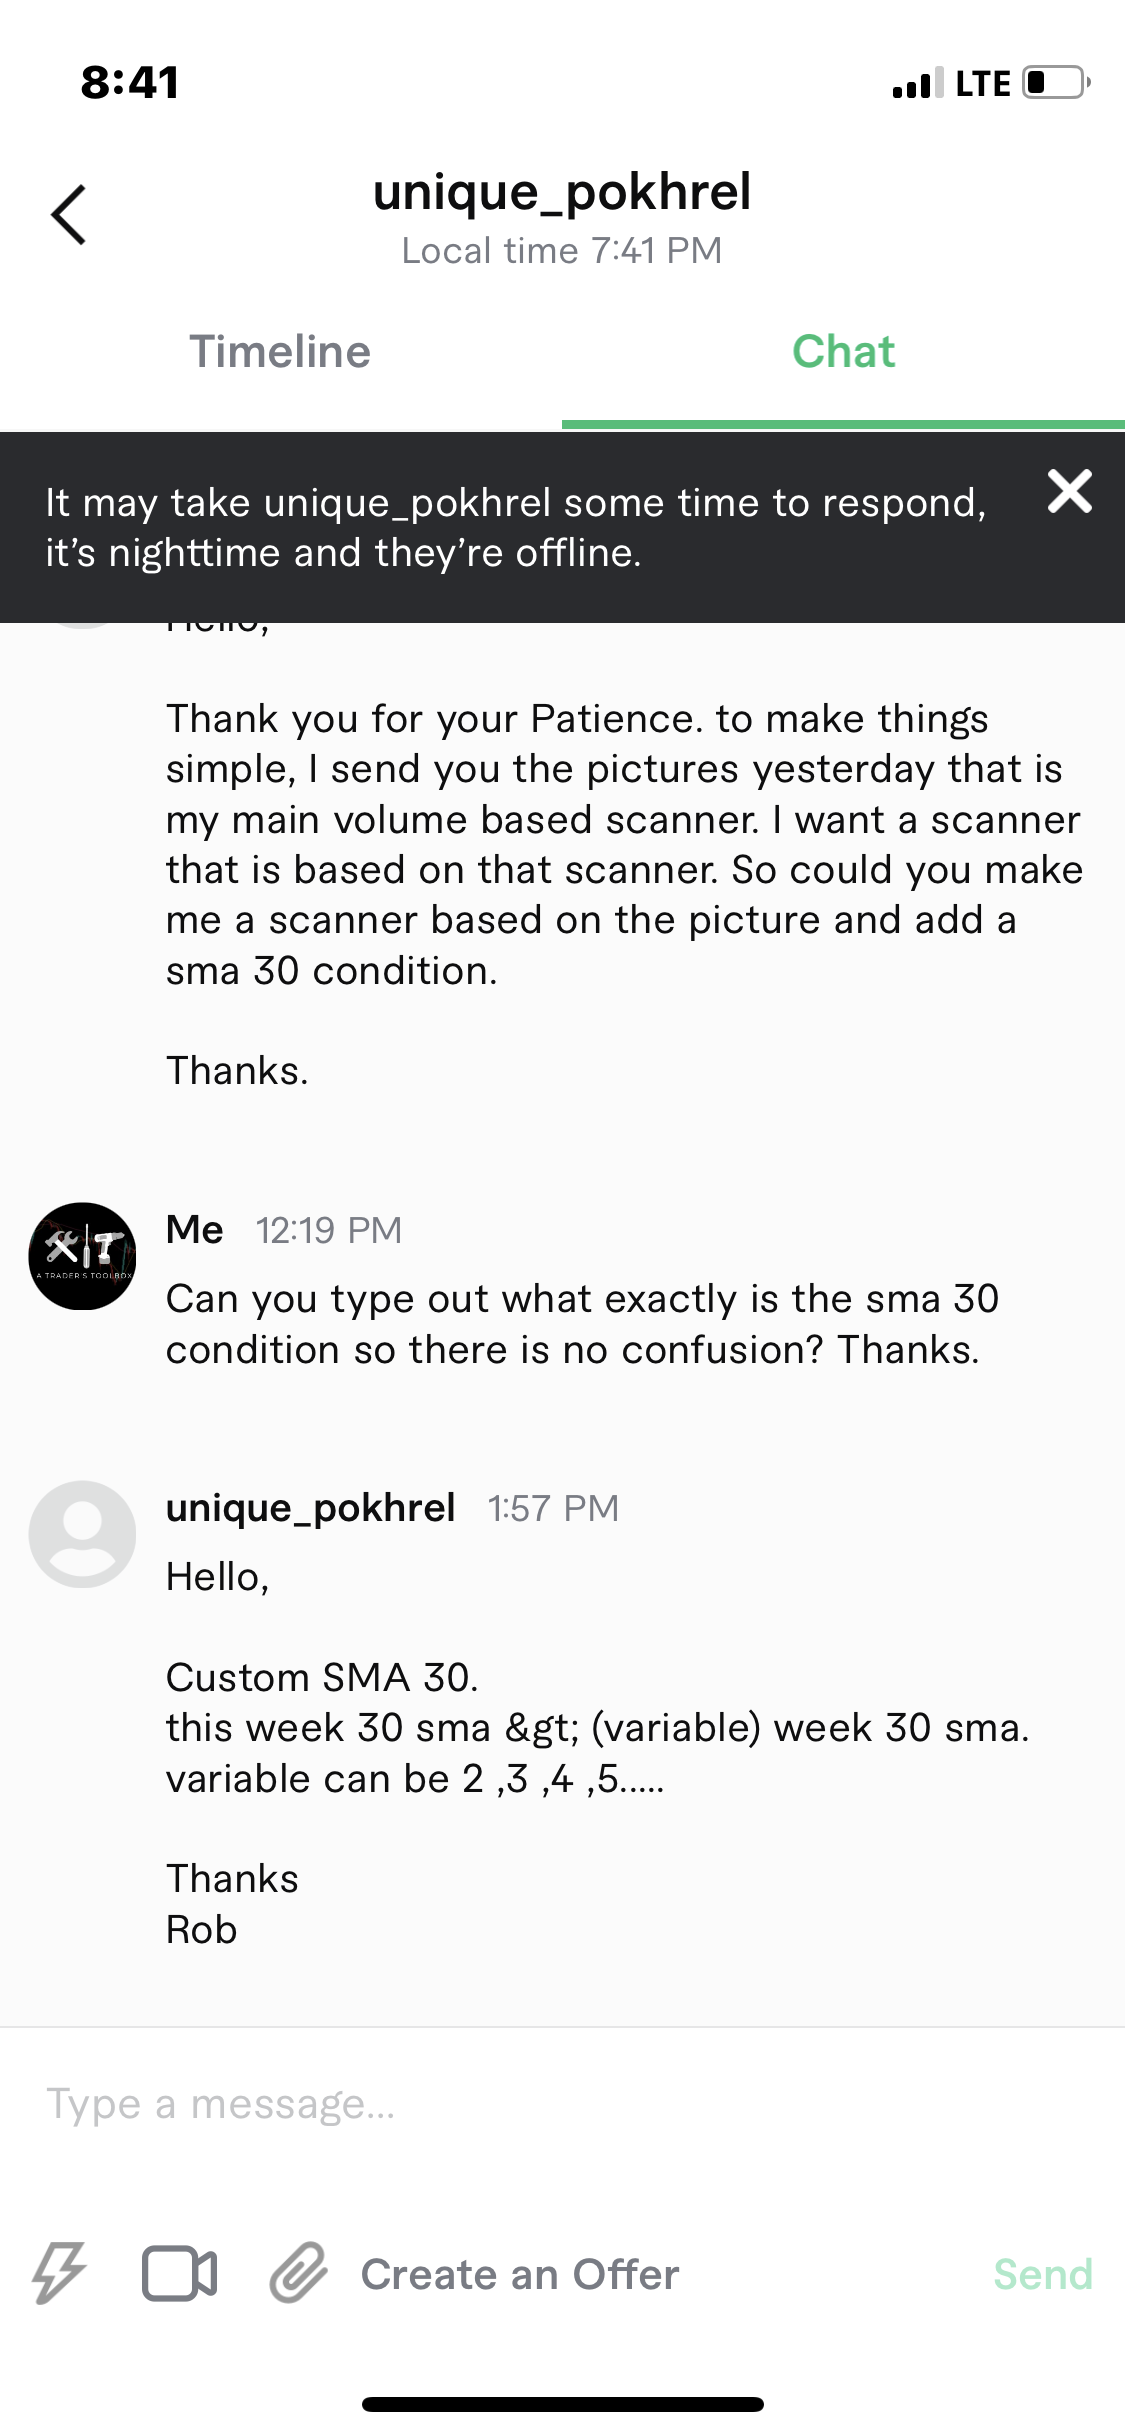 8:41
LTE
unique_pokhrel
Local time 7:41 PM
Timeline
Chat
It may take unique_pokhrel some time to respond,
it's nighttime and they're offline.
Hello,
Thank you for your Patience. to make things
simple, I send you the pictures yesterday that is
my main volume based scanner. I want a scanner
that is based on that scanner. So could you make
me a scanner based on the picture and add a
sma 30 condition.
Thanks.
A TRADER'S TOOLBOX
Me 12:19 PM
Can you type out what exactly is the sma 30
condition so there is no confusion? Thanks.
unique_pokhrel 1:57 PM
Hello,
Custom SMA 30.
this week 30 sma &gt; (variable) week 30 sma.
variable can be 2 ,3 ,4 ,5.....
Thanks
Rob
Type a message...
Create an Offer
Send